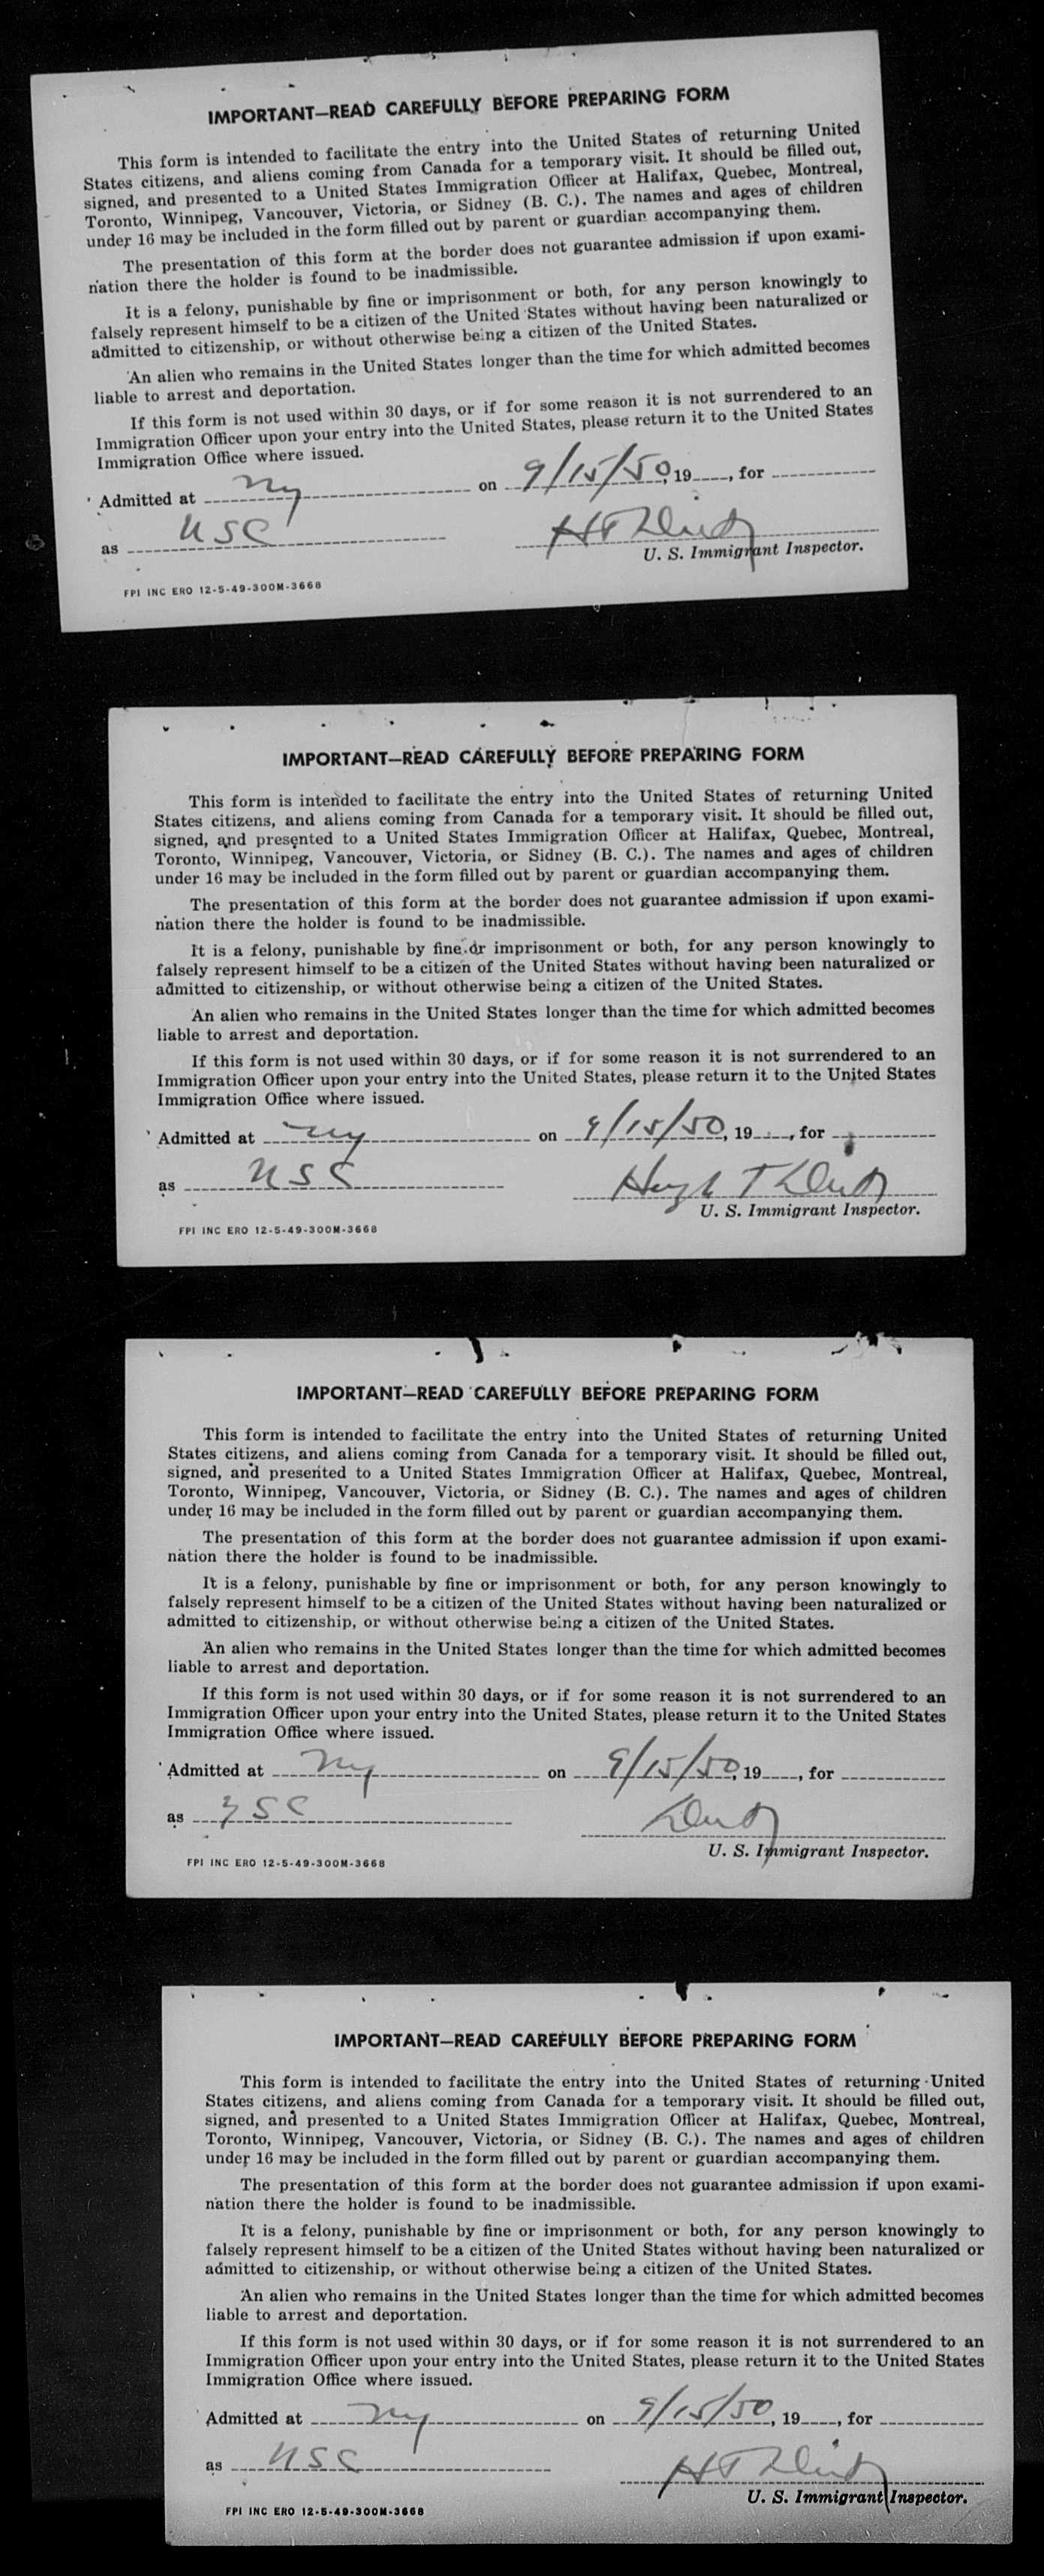 IMPORTANT—READ CAREFULLY BEFORE PREPARING FORM
This form is intended to facilitate the entry into the United States of returning United
States citizens, and aliens coming from Canada for a temporary visit. It should be filled out,
signed, and presented to a United States Immigration Officer at Halifax, Quebec, Montreal,
Toronto, Winnipeg, Vancouver, Victoria, or Sidney (B. C.). The names and ages of children
under 16 may be included in the form filled out by parent or guardian accompanying them.
The presentation of this form at the border does not guarantee admission if upon exami-
nation there the holder is found to be inadmissible.
It is a felony, punishable by fine or imprisonment or both, for any person knowingly to
falsely represent himself to be a citizen of the United States without having been naturalized or
admitted to citizenship, or without otherwise being a citizen of the United States.
An alien who remains in the United States longer than the time for which admitted becomes
liable to arrest and deportation.
If this form is not used within 30 days, or if for some reason it is not surrendered to an
Immigration Officer upon your entry into the United States, please return it to the United States
Immigration Office where issued.
Admitted at Ny on 9/15/50, 19__, for
as USC H T
U. S. Immigrant Inspector.
FPI INC ERO 12-5-49-300M-3668
IMPORTANT—READ CAREFULLY BEFORE PREPARING FORM
This form is intended to facilitate the entry into the United States of returning United
States citizens, and aliens coming from Canada for a temporary visit. It should be filled out,
signed, and presented to a United States Immigration Officer at Halifax, Quebec, Montreal,
Toronto, Winnipeg, Vancouver, Victoria, or Sidney (B. C.). The names and ages of children
under 16 may be included in the form filled out by parent or guardian accompanying them.
The presentation of this form at the border does not guarantee admission if upon exami-
nation there the holder is found to be inadmissible.
It is a felony, punishable by fine or imprisonment or both, for any person knowingly to
falsely represent himself to be a citizen of the United States without having been naturalized or
admitted to citizenship, or without otherwise being a citizen of the United States.
An alien who remains in the United States longer than the time for which admitted becomes
liable to arrest and deportation.
If this form is not used within 30 days, or if for some reason it is not surrendered to an
Immigration Officer upon your entry into the United States, please return it to the United States
Immigration Office where issued.
Admitted at Ny on 9/15/50, 19__, for
as USC Hugh T
U. S. Immigrant Inspector.
FPI INC ERO 12-5-49-300M-3668
IMPORTANT—READ CAREFULLY BEFORE PREPARING FORM
This form is intended to facilitate the entry into the United States of returning United
States citizens, and aliens coming from Canada for a temporary visit. It should be filled out,
signed, and presented to a United States Immigration Officer at Halifax, Quebec, Montreal,
Toronto, Winnipeg, Vancouver, Victoria, or Sidney (B. C.). The names and ages of children
under 16 may be included in the form filled out by parent or guardian accompanying them.
The presentation of this form at the border does not guarantee admission if upon exami-
nation there the holder is found to be inadmissible.
It is a felony, punishable by fine or imprisonment or both, for any person knowingly to
falsely represent himself to be a citizen of the United States without having been naturalized or
admitted to citizenship, or without otherwise being a citizen of the United States.
An alien who remains in the United States longer than the time for which admitted becomes
liable to arrest and deportation.
If this form is not used within 30 days, or if for some reason it is not surrendered to an
Immigration Officer upon your entry into the United States, please return it to the United States
Immigration Office where issued.
Admitted at Ny on 9/15/50, 19__, for
as USC
U. S. Immigrant Inspector.
FPI INC ERO 12-5-49-300M-3668
IMPORTANT—READ CAREFULLY BEFORE PREPARING FORM
This form is intended to facilitate the entry into the United States of returning United
States citizens, and aliens coming from Canada for a temporary visit. It should be filled out,
signed, and presented to a United States Immigration Officer at Halifax, Quebec, Montreal,
Toronto, Winnipeg, Vancouver, Victoria, or Sidney (B. C.). The names and ages of children
under 16 may be included in the form filled out by parent or guardian accompanying them.
The presentation of this form at the border does not guarantee admission if upon exami-
nation there the holder is found to be inadmissible.
It is a felony, punishable by fine or imprisonment or both, for any person knowingly to
falsely represent himself to be a citizen of the United States without having been naturalized or
admitted to citizenship, or without otherwise being a citizen of the United States.
An alien who remains in the United States longer than the time for which admitted becomes
liable to arrest and deportation.
If this form is not used within 30 days, or if for some reason it is not surrendered to an
Immigration Officer upon your entry into the United States, please return it to the United States
Immigration Office where issued.
Admitted at Ny on 9/15/50, 19__, for
as USC H T
U. S. Immigrant Inspector.
FPI INC ERO 12-5-49-300M-3668